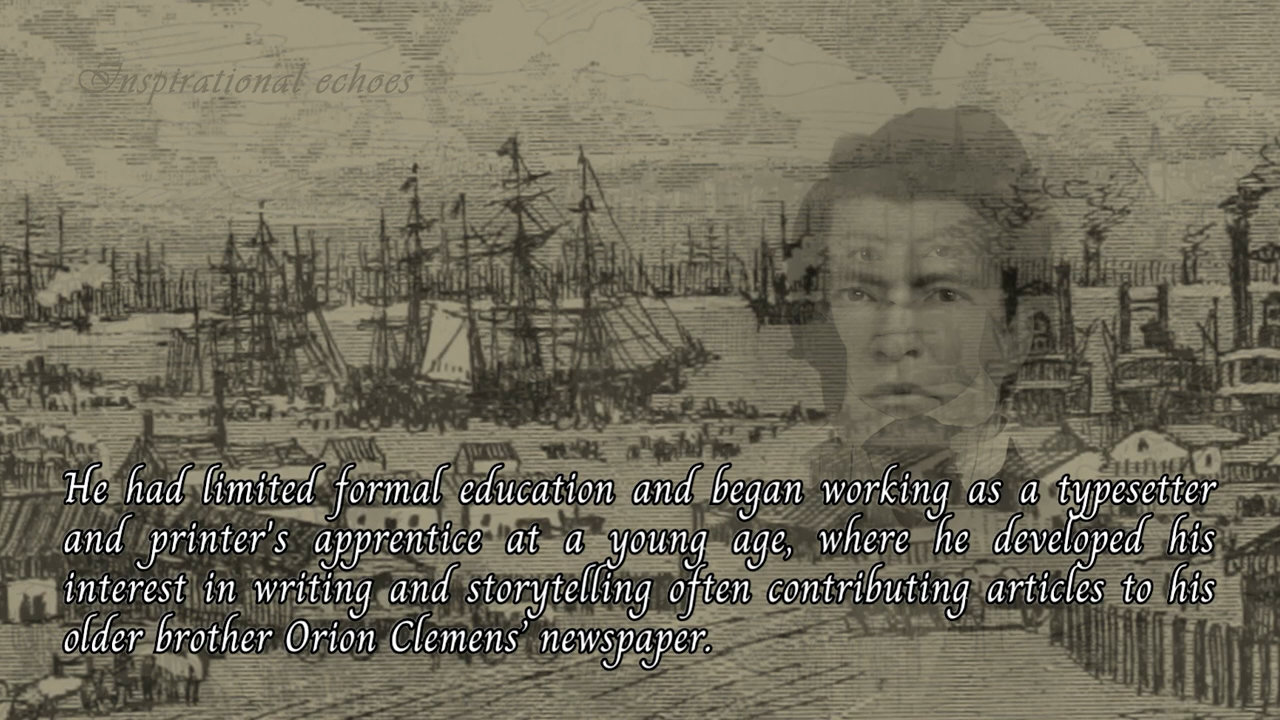 Inspirational echoes
He had limited formal education and began working as a typesetter
and printer's apprentice at a young age, where he developed his
interest in writing and storytelling often contributing articles to his
older brother Orion Clemens’ newspaper.